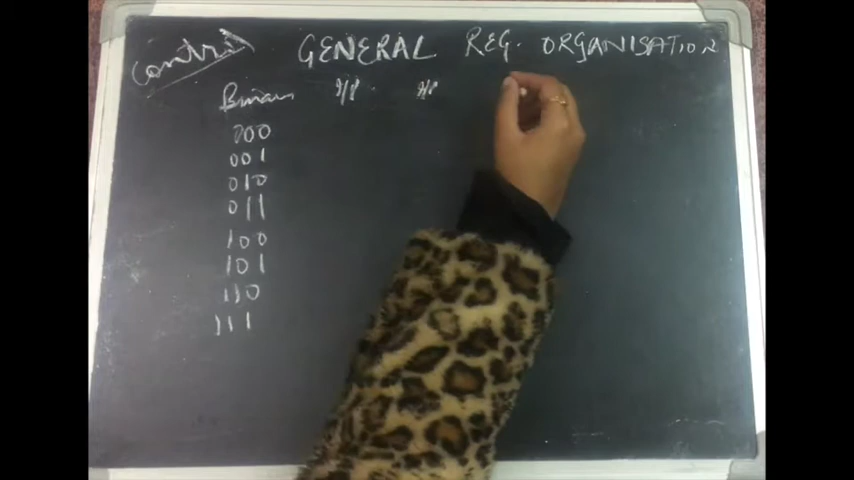 Control
GENERAL REG. ORGANISATION
Binary I/P I/P
000
001
010
011
100
101
110
111